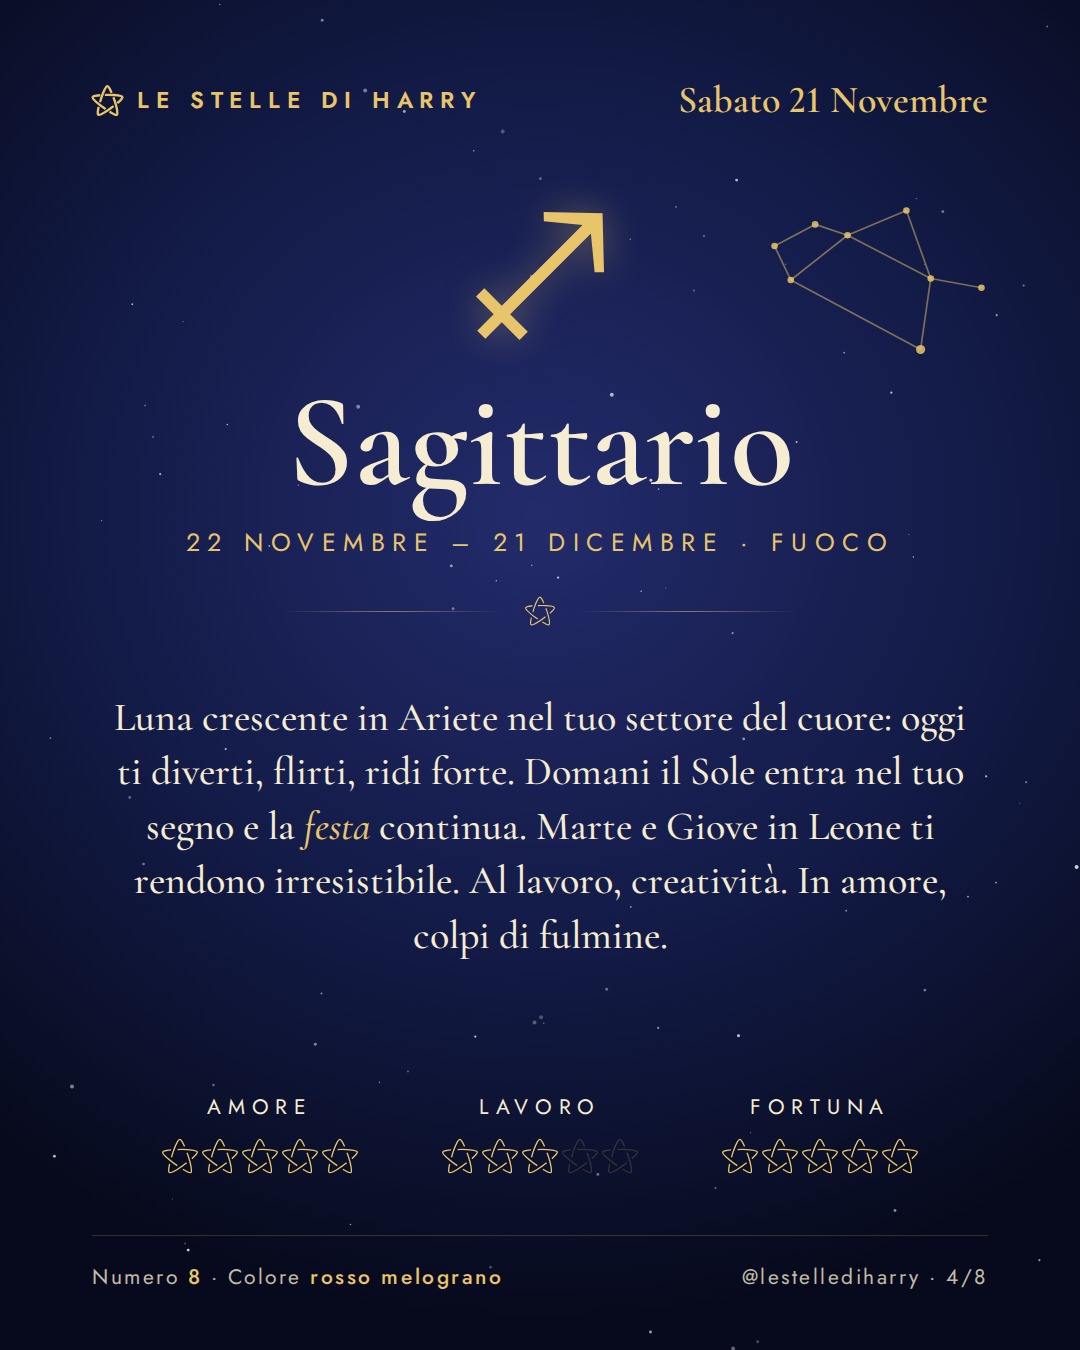 LE STELLE DI HARRY
Sabato 21 Novembre
Sagittario
22 NOVEMBRE – 21 DICEMBRE · FUOCO
Luna crescente in Ariete nel tuo settore del cuore: oggi
ti diverti, flirti, ridi forte. Domani il Sole entra nel tuo
segno e la festa continua. Marte e Giove in Leone ti
rendono irresistibile. Al lavoro, creatività. In amore,
colpi di fulmine.
AMORE
LAVORO
FORTUNA
Numero 8 · Colore rosso melograno
@lestellediharry · 4/8